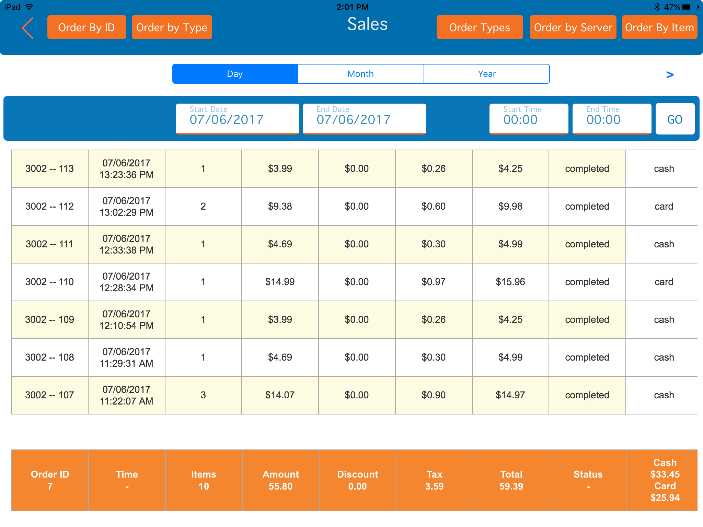 iPad 2:01 PM 47%
Order By ID Order by Type Sales Order Types Order by Server Order By Item
Day Month Year >
Start Date End Date Start Time End Time
07/06/2017 07/06/2017 00:00 00:00 GO
3002 -- 113 07/06/2017 13:23:36 PM 1 $3.99 $0.00 $0.26 $4.25 completed cash
3002 -- 112 07/06/2017 13:02:29 PM 2 $9.38 $0.00 $0.60 $9.98 completed card
3002 -- 111 07/06/2017 12:33:38 PM 1 $4.69 $0.00 $0.30 $4.99 completed cash
3002 -- 110 07/06/2017 12:28:34 PM 1 $14.99 $0.00 $0.97 $15.96 completed card
3002 -- 109 07/06/2017 12:10:54 PM 1 $3.99 $0.00 $0.26 $4.25 completed cash
3002 -- 108 07/06/2017 11:29:31 AM 1 $4.69 $0.00 $0.30 $4.99 completed cash
3002 -- 107 07/06/2017 11:22:07 AM 3 $14.07 $0.00 $0.90 $14.97 completed cash
Order ID Time Items Amount Discount Tax Total Status Cash $33.45
7 - 10 55.80 0.00 3.59 59.39 - Card $25.94